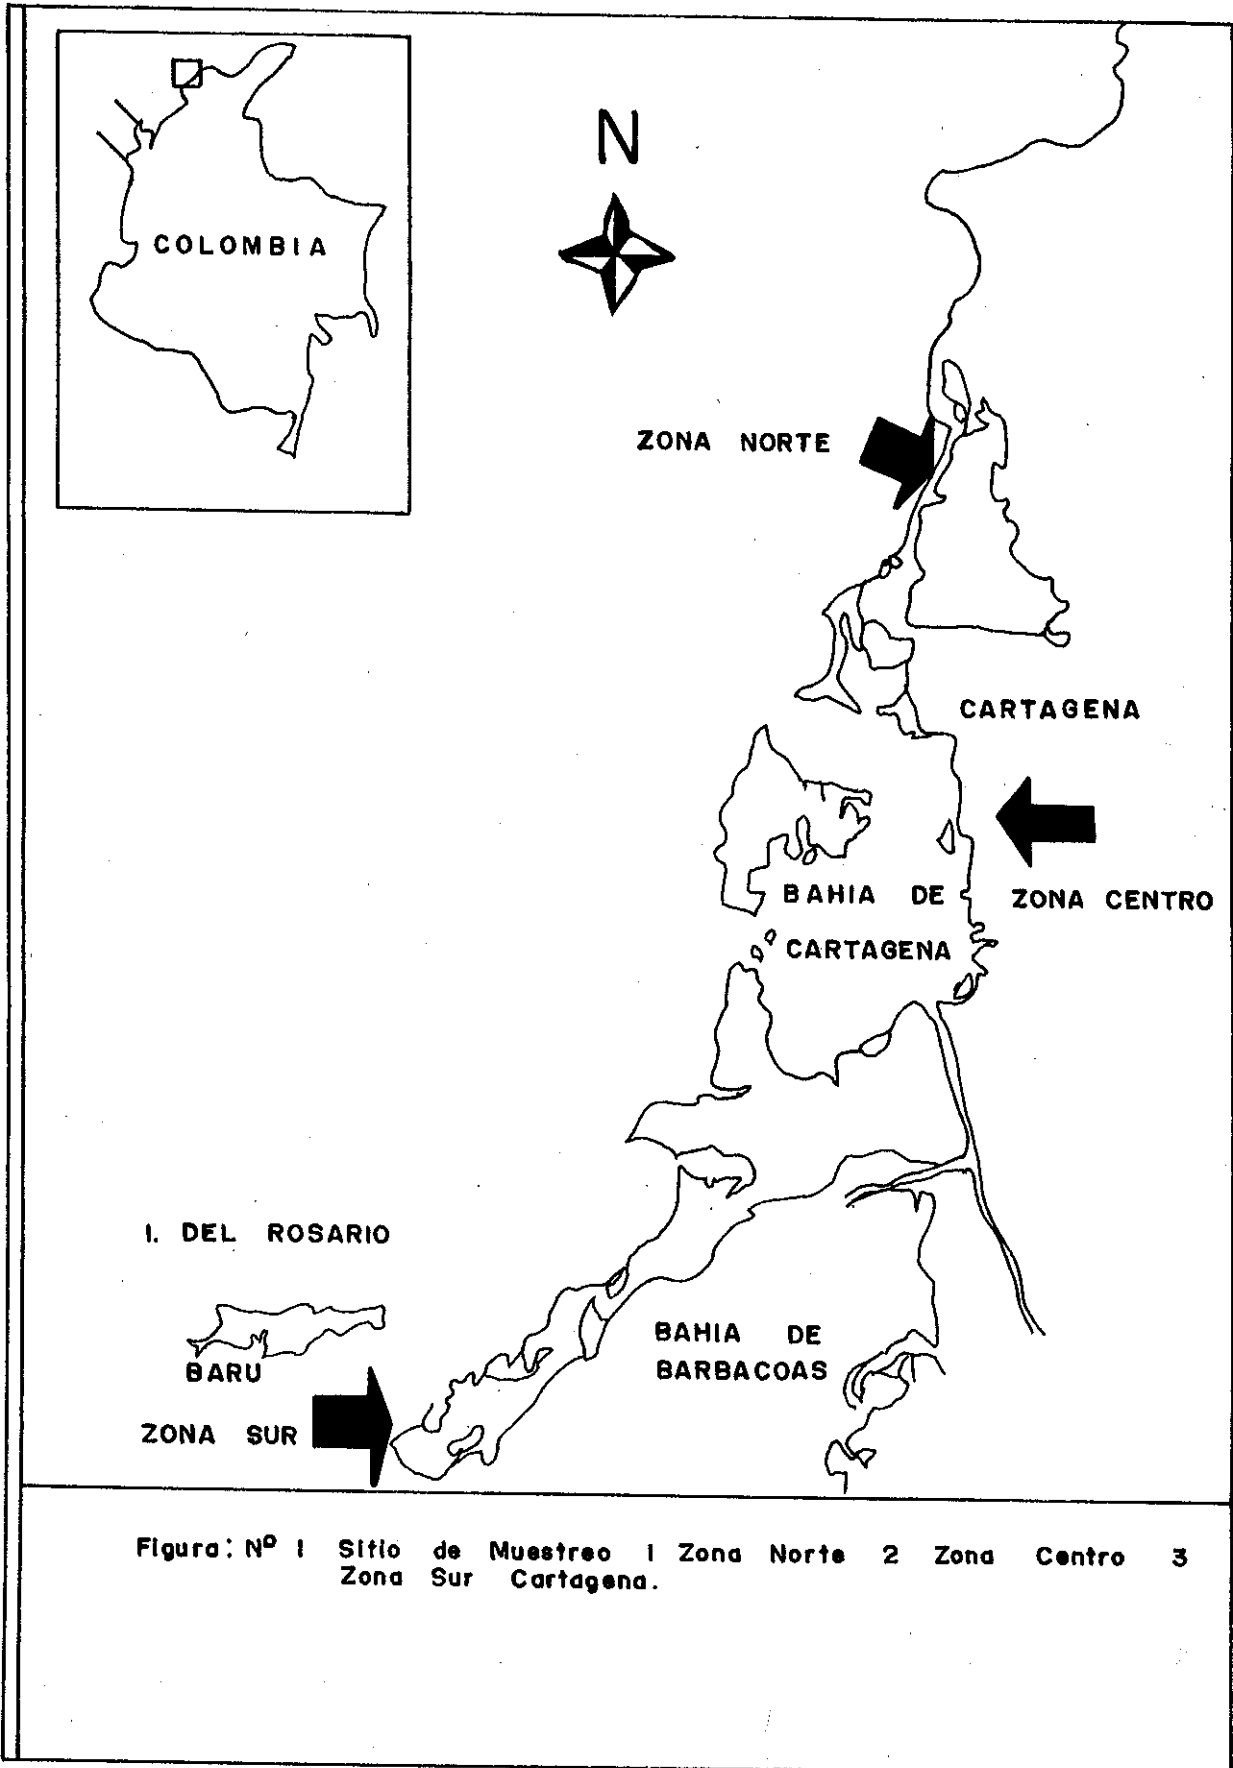 COLOMBIA
N
ZONA NORTE
CARTAGENA
BAHIA DE
CARTAGENA
ZONA CENTRO
I. DEL ROSARIO
BARU
ZONA SUR
BAHIA DE
BARBACOAS
Figura: Nº 1 Sitio de Muestreo 1 Zona Norte 2 Zona Centro 3
Zona Sur Cartagena.